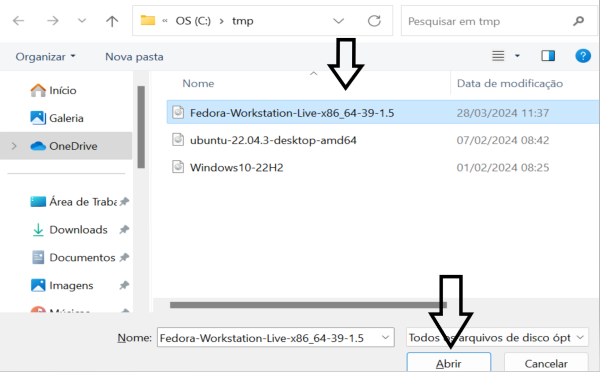 « OS (C:) › tmp
Pesquisar em tmp
Organizar
Nova pasta
?
Nome
Data de modificação
Início
Galeria
OneDrive
Área de Traba
Downloads
Documentos
Imagens
Músicas
Fedora-Workstation-Live-x86_64-39-1.5 28/03/2024 11:37
ubuntu-22.04.3-desktop-amd64 07/02/2024 08:42
Windows10-22H2 01/02/2024 08:25
Nome: Fedora-Workstation-Live-x86_64-39-1.5
Todos os arquivos de disco ópt
Abrir
Cancelar